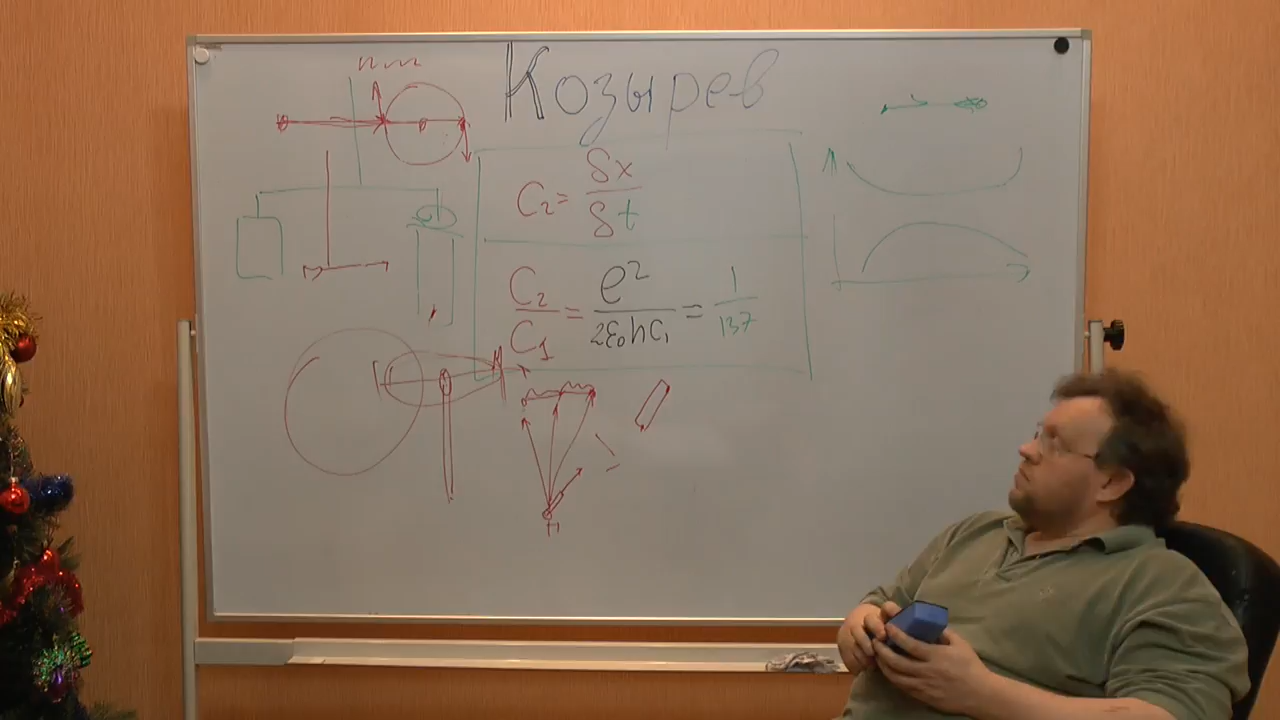 Козырев
C₂ = δx / δt
C₂ / C₁ = e² / 2ε₀hC₁ = 1 / 137